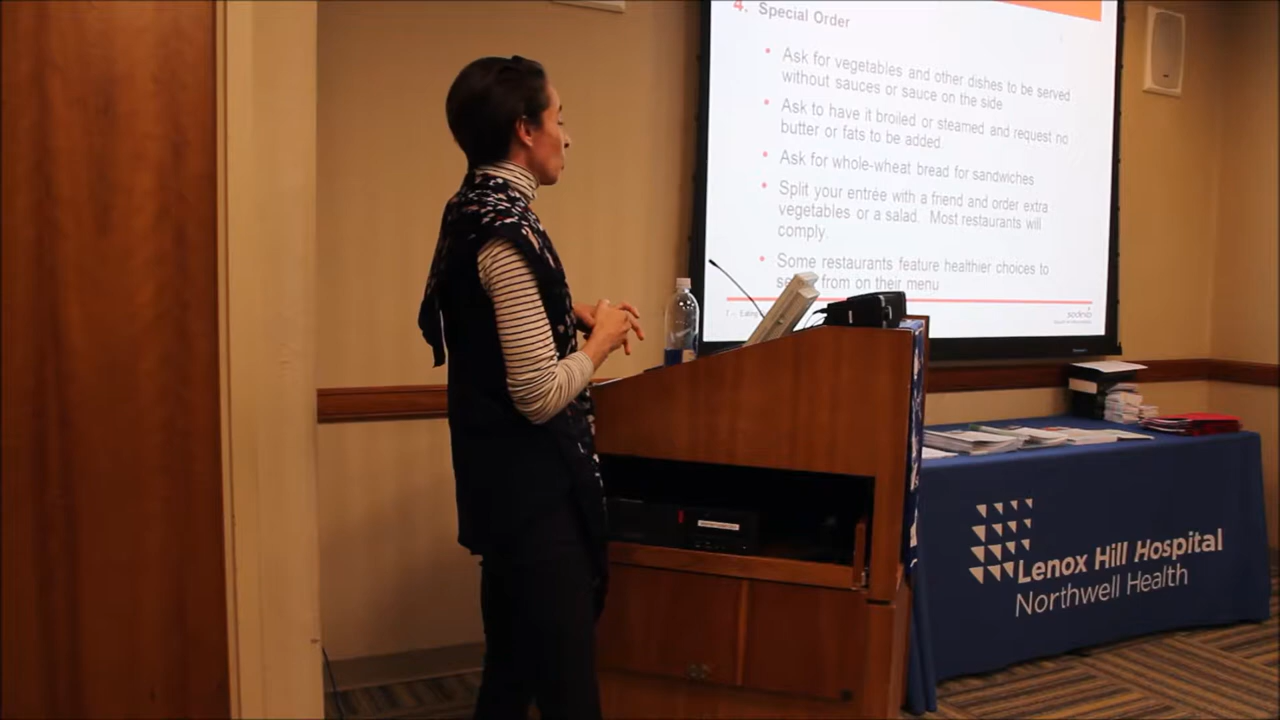 4. Special Order
• Ask for vegetables and other dishes to be served
without sauces or sauce on the side
• Ask to have it broiled or steamed and request no
butter or fats to be added.
• Ask for whole-wheat bread for sandwiches
• Split your entrée with a friend and order extra
vegetables or a salad. Most restaurants will
comply.
• Some restaurants feature healthier choices to
from on their menu
7 - Eating
sodexo
Lenox Hill Hospital
Northwell Health